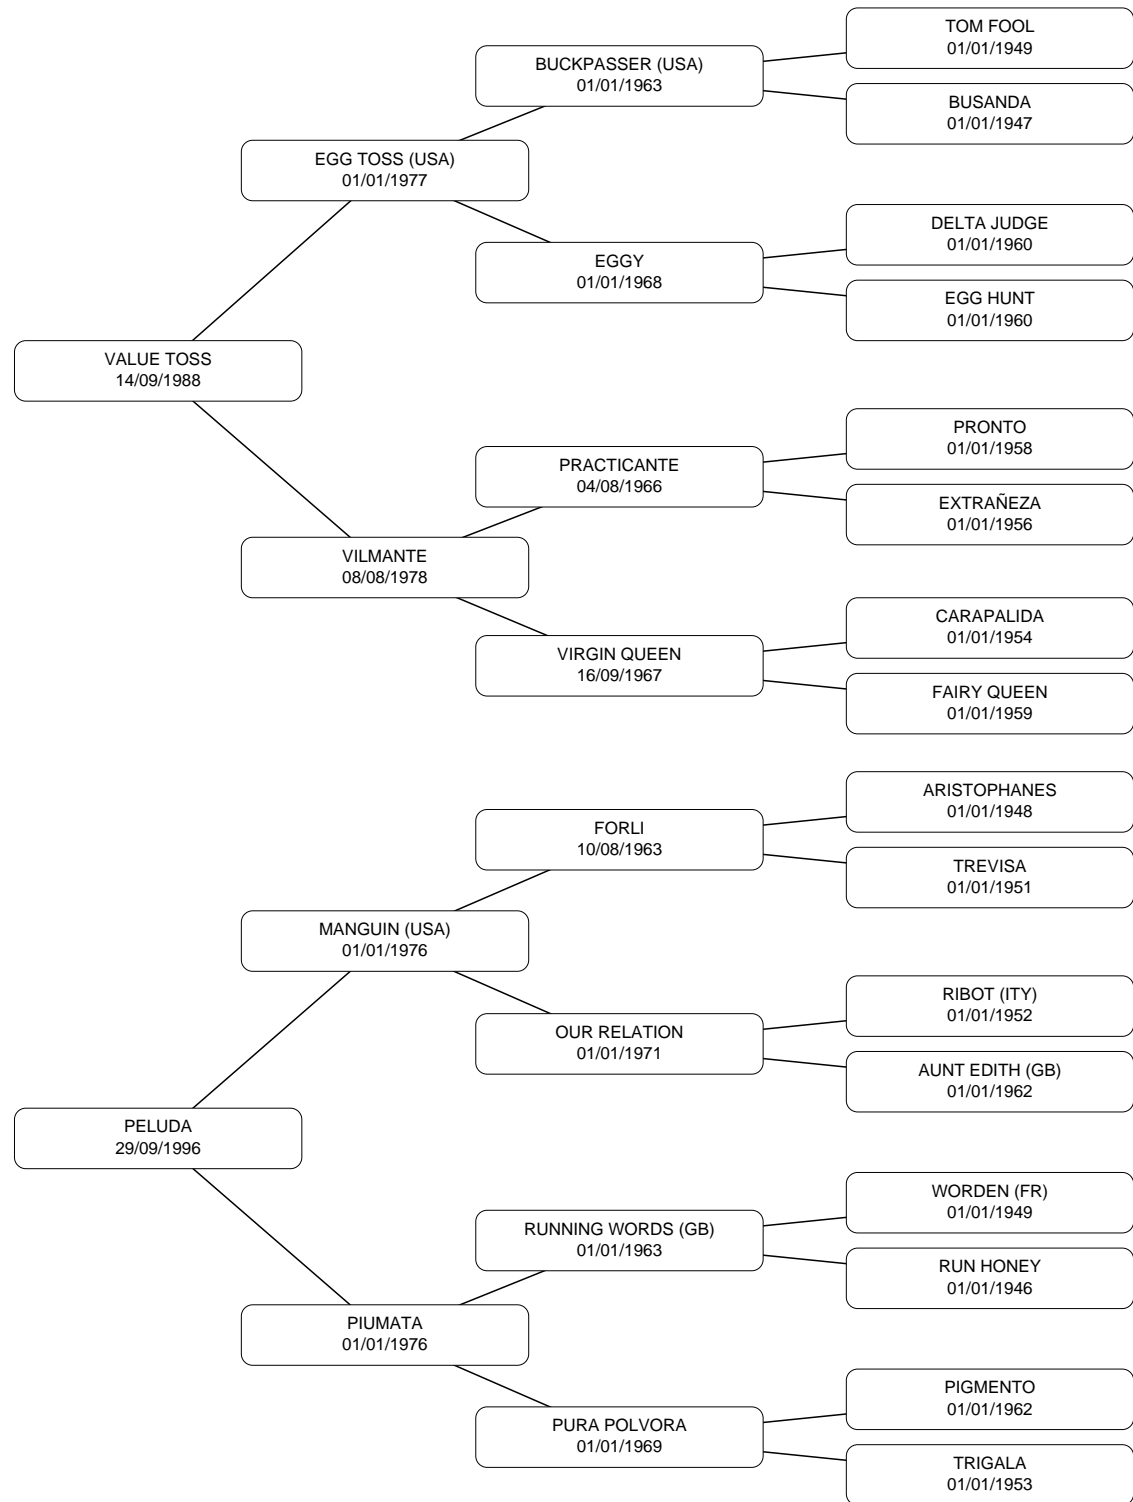 TOM FOOL
01/01/1949
BUCKPASSER (USA)
01/01/1963
BUSANDA
01/01/1947
EGG TOSS (USA)
01/01/1977
DELTA JUDGE
01/01/1960
EGGY
01/01/1968
EGG HUNT
01/01/1960
VALUE TOSS
14/09/1988
PRONTO
01/01/1958
PRACTICANTE
04/08/1966
EXTRAÑEZA
01/01/1956
VILMANTE
08/08/1978
CARAPALIDA
01/01/1954
VIRGIN QUEEN
16/09/1967
FAIRY QUEEN
01/01/1959
ARISTOPHANES
01/01/1948
FORLI
10/08/1963
TREVISA
01/01/1951
MANGUIN (USA)
01/01/1976
RIBOT (ITY)
01/01/1952
OUR RELATION
01/01/1971
AUNT EDITH (GB)
01/01/1962
PELUDA
29/09/1996
WORDEN (FR)
01/01/1949
RUNNING WORDS (GB)
01/01/1963
RUN HONEY
01/01/1946
PIUMATA
01/01/1976
PIGMENTO
01/01/1962
PURA POLVORA
01/01/1969
TRIGALA
01/01/1953